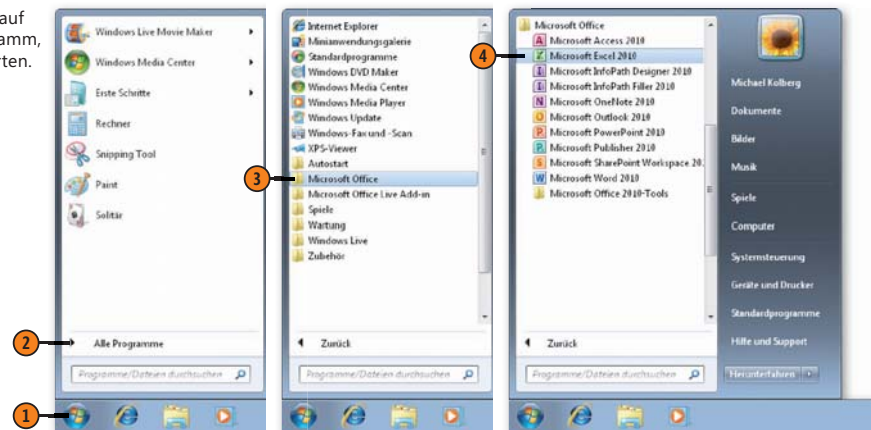 auf
amm,
ten.
Windows Live Movie Maker
Windows Media Center
Erste Schritte
Rechner
Snipping Tool
Paint
Solitär
2
Alle Programme
Programme/Dateien durchsuchen
1
Internet Explorer
Minianwendungsgalerie
Standardprogramme
Windows DVD Maker
Windows Media Center
Windows Media Player
Windows Update
Windows-Fax und -Scan
XPS-Viewer
Autostart
3
Microsoft Office
Microsoft Office Live Add-in
Spiele
Wartung
Windows Live
Zubehör
Zurück
Programme/Dateien durchsuchen
Microsoft Office
Microsoft Access 2010
4
Microsoft Excel 2010
Microsoft InfoPath Designer 2010
Microsoft InfoPath Filler 2010
Microsoft OneNote 2010
Microsoft Outlook 2010
Microsoft PowerPoint 2010
Microsoft Publisher 2010
Microsoft SharePoint Workspace 20.
Microsoft Word 2010
Microsoft Office 2010-Tools
Zurück
Programme/Dateien durchsuchen
Michael Kolberg
Dokumente
Bilder
Musik
Spiele
Computer
Systemsteuerung
Geräte und Drucker
Standardprogramme
Hilfe und Support
Herunterfahren